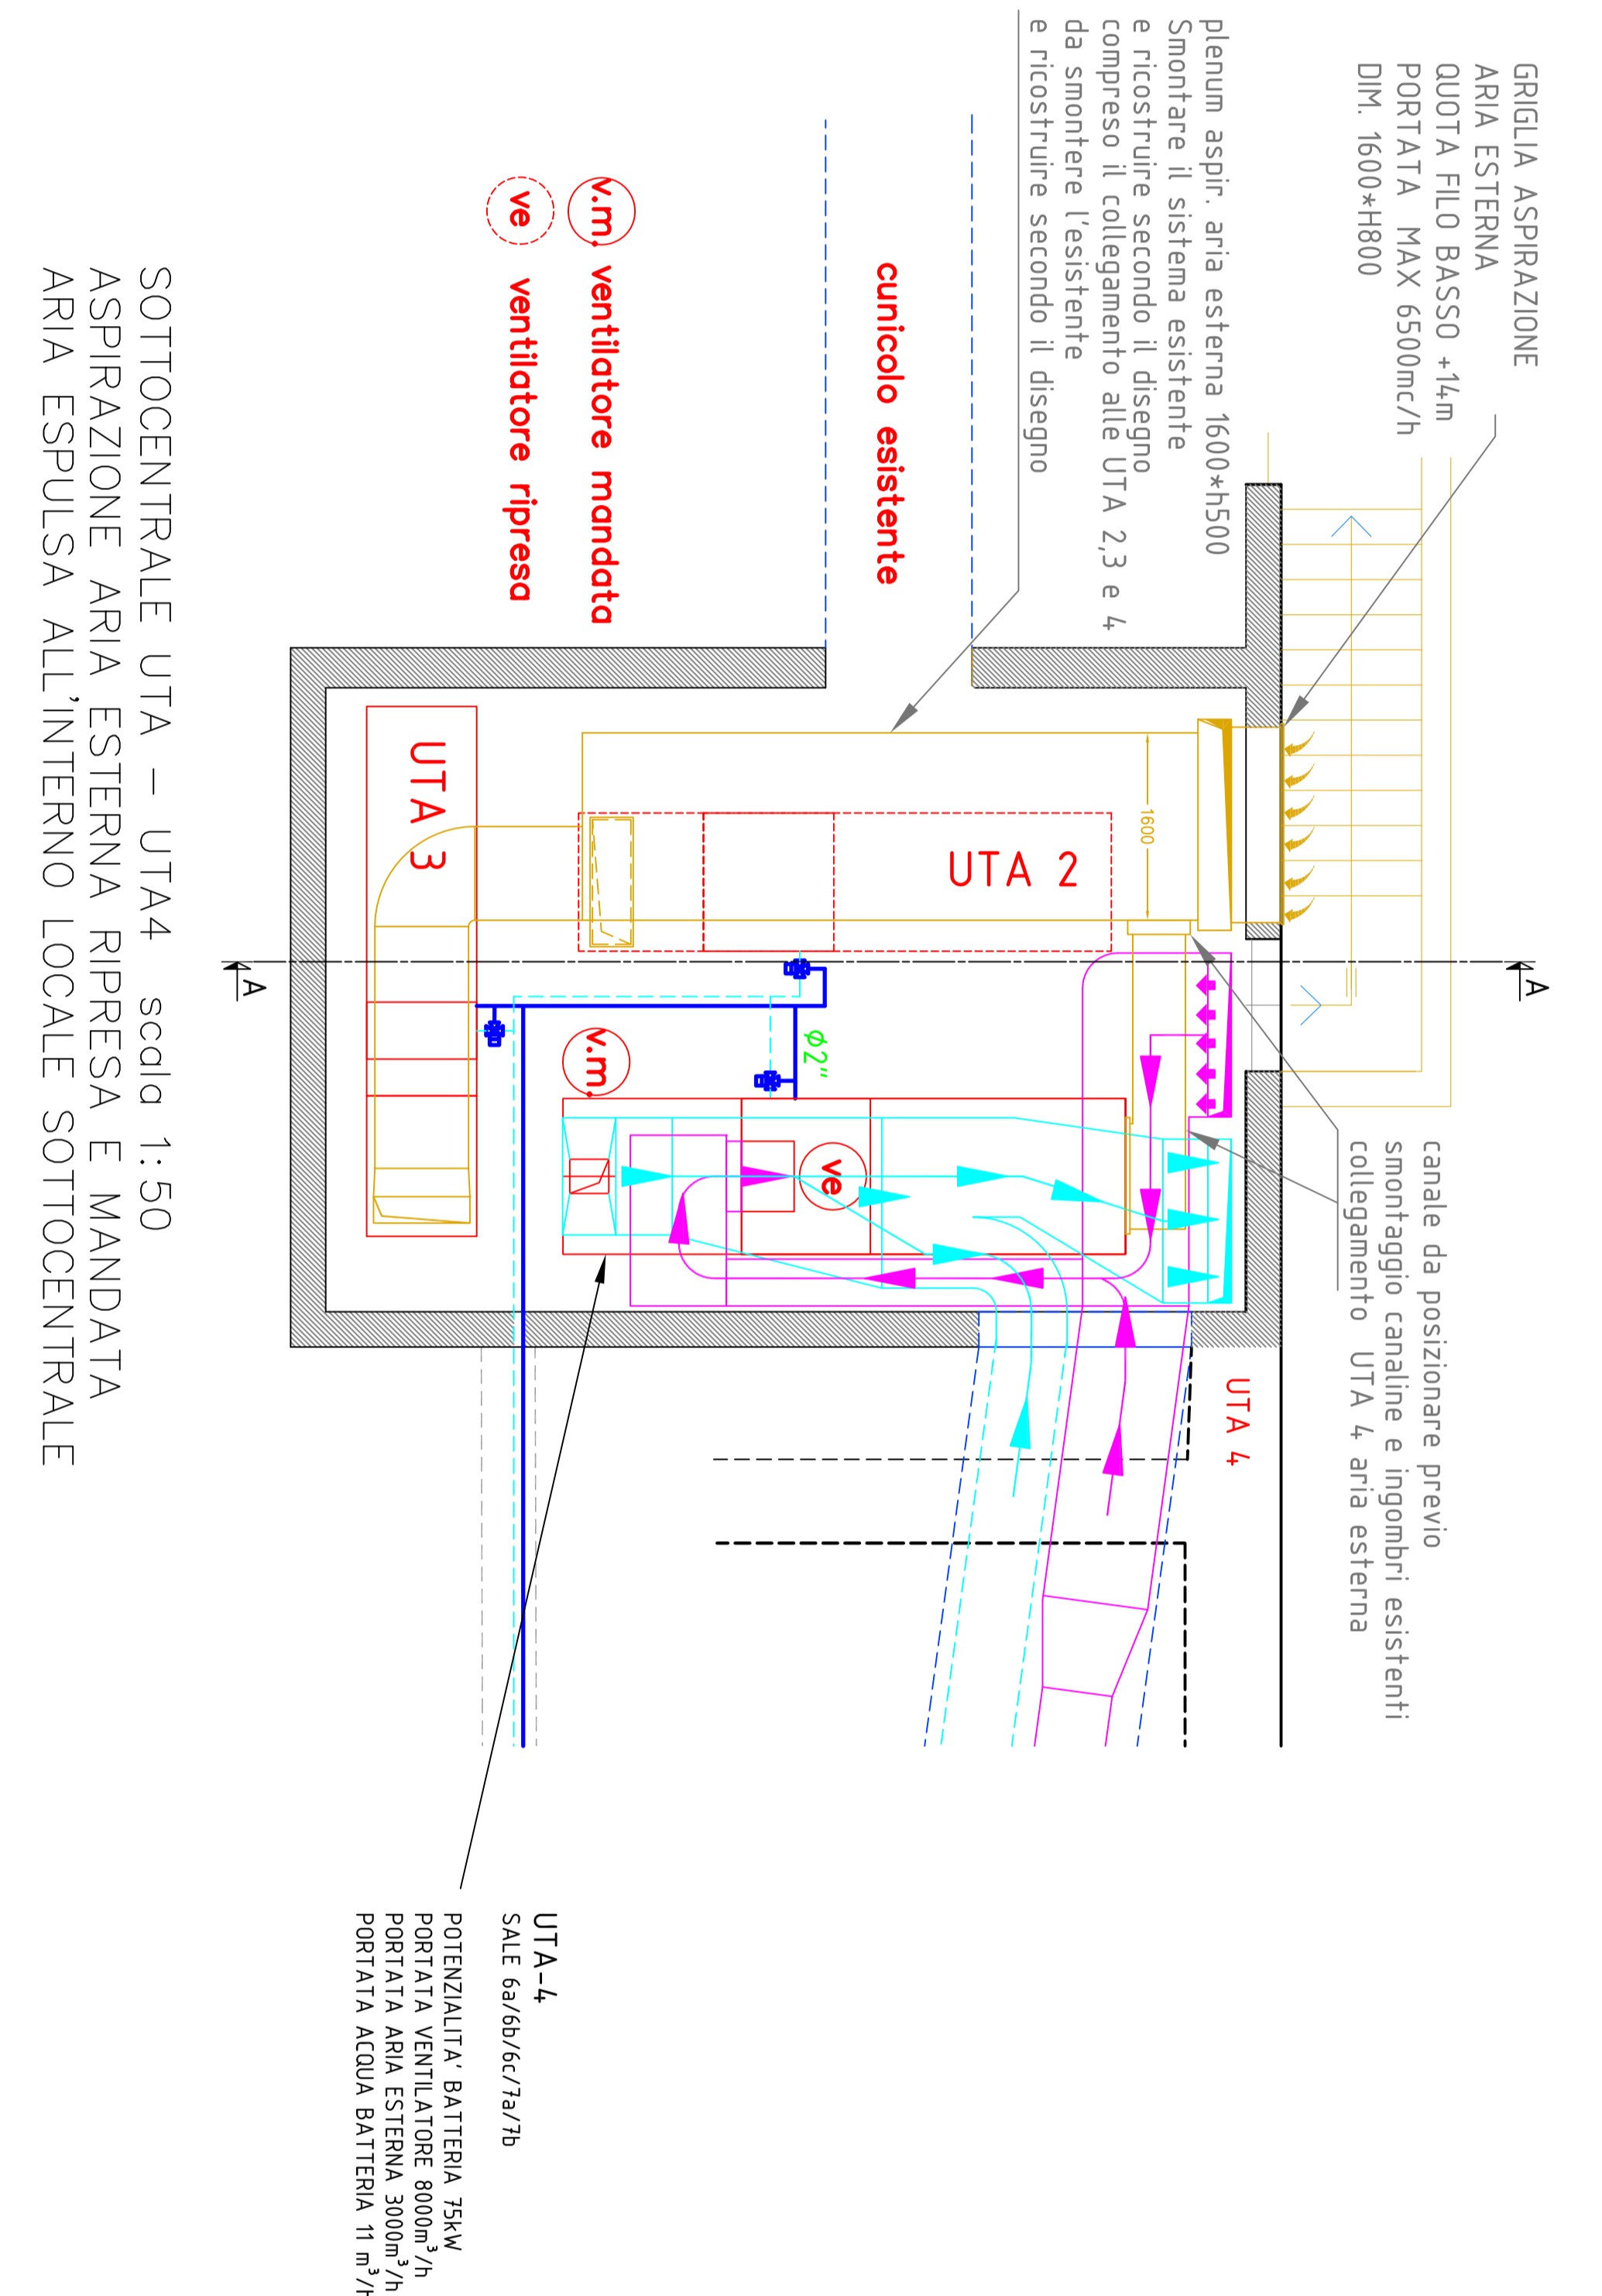 GRIGLIA ASPIRAZIONE
ARIA ESTERNA
QUOTA FILO BASSO +14m
PORTATA MAX 6500mc/h
DIM. 1600*H800
plenum aspir. aria esterna 1600*h500
Smontare il sistema esistente
e ricostruire secondo il disegno
compreso il collegamento alle UTA 2,3 e 4
da smontere l'esistente
e ricostruire secondo il disegno
cunicolo esistente
v.m. ventilatore mandata
ve ventilatore ripresa
A
A
1600
UTA 2
UTA 3
ø2"
v.m.
ve
canale da posizionare previo
smontaggio canaline e ingombri esistenti
collegamento UTA 4 aria esterna
UTA 4
UTA-4
SALE 6a/6b/6c/7a/7b
POTENZIALITA' BATTERIA 75kW
PORTATA VENTILATORE 8000m³/h
PORTATA ARIA ESTERNA 3000m³/h
PORTATA ACQUA BATTERIA 11 m³/h
SOTTOCENTRALE UTA - UTA4 scala 1:50
ASPIRAZIONE ARIA ESTERNA RIPRESA E MANDATA
ARIA ESPULSA ALL'INTERNO LOCALE SOTTOCENTRALE